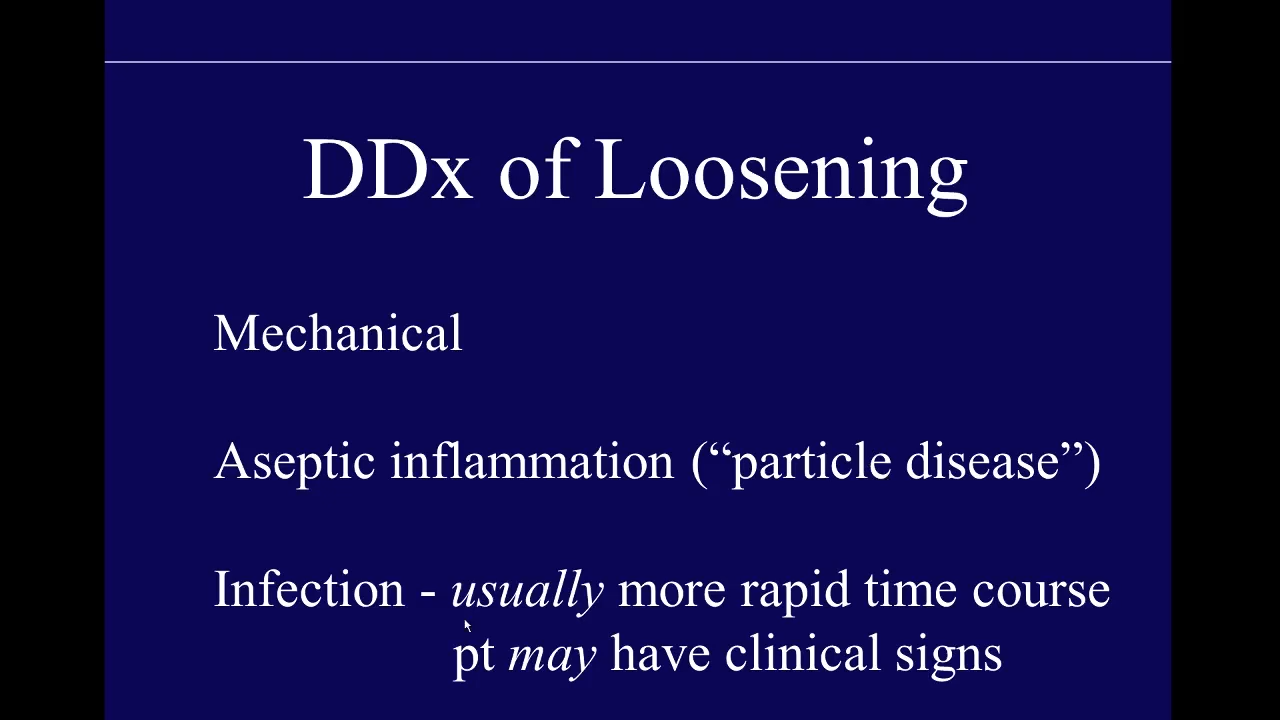 DDx of Loosening
Mechanical
Aseptic inflammation (“particle disease”)
Infection - usually more rapid time course
pt may have clinical signs